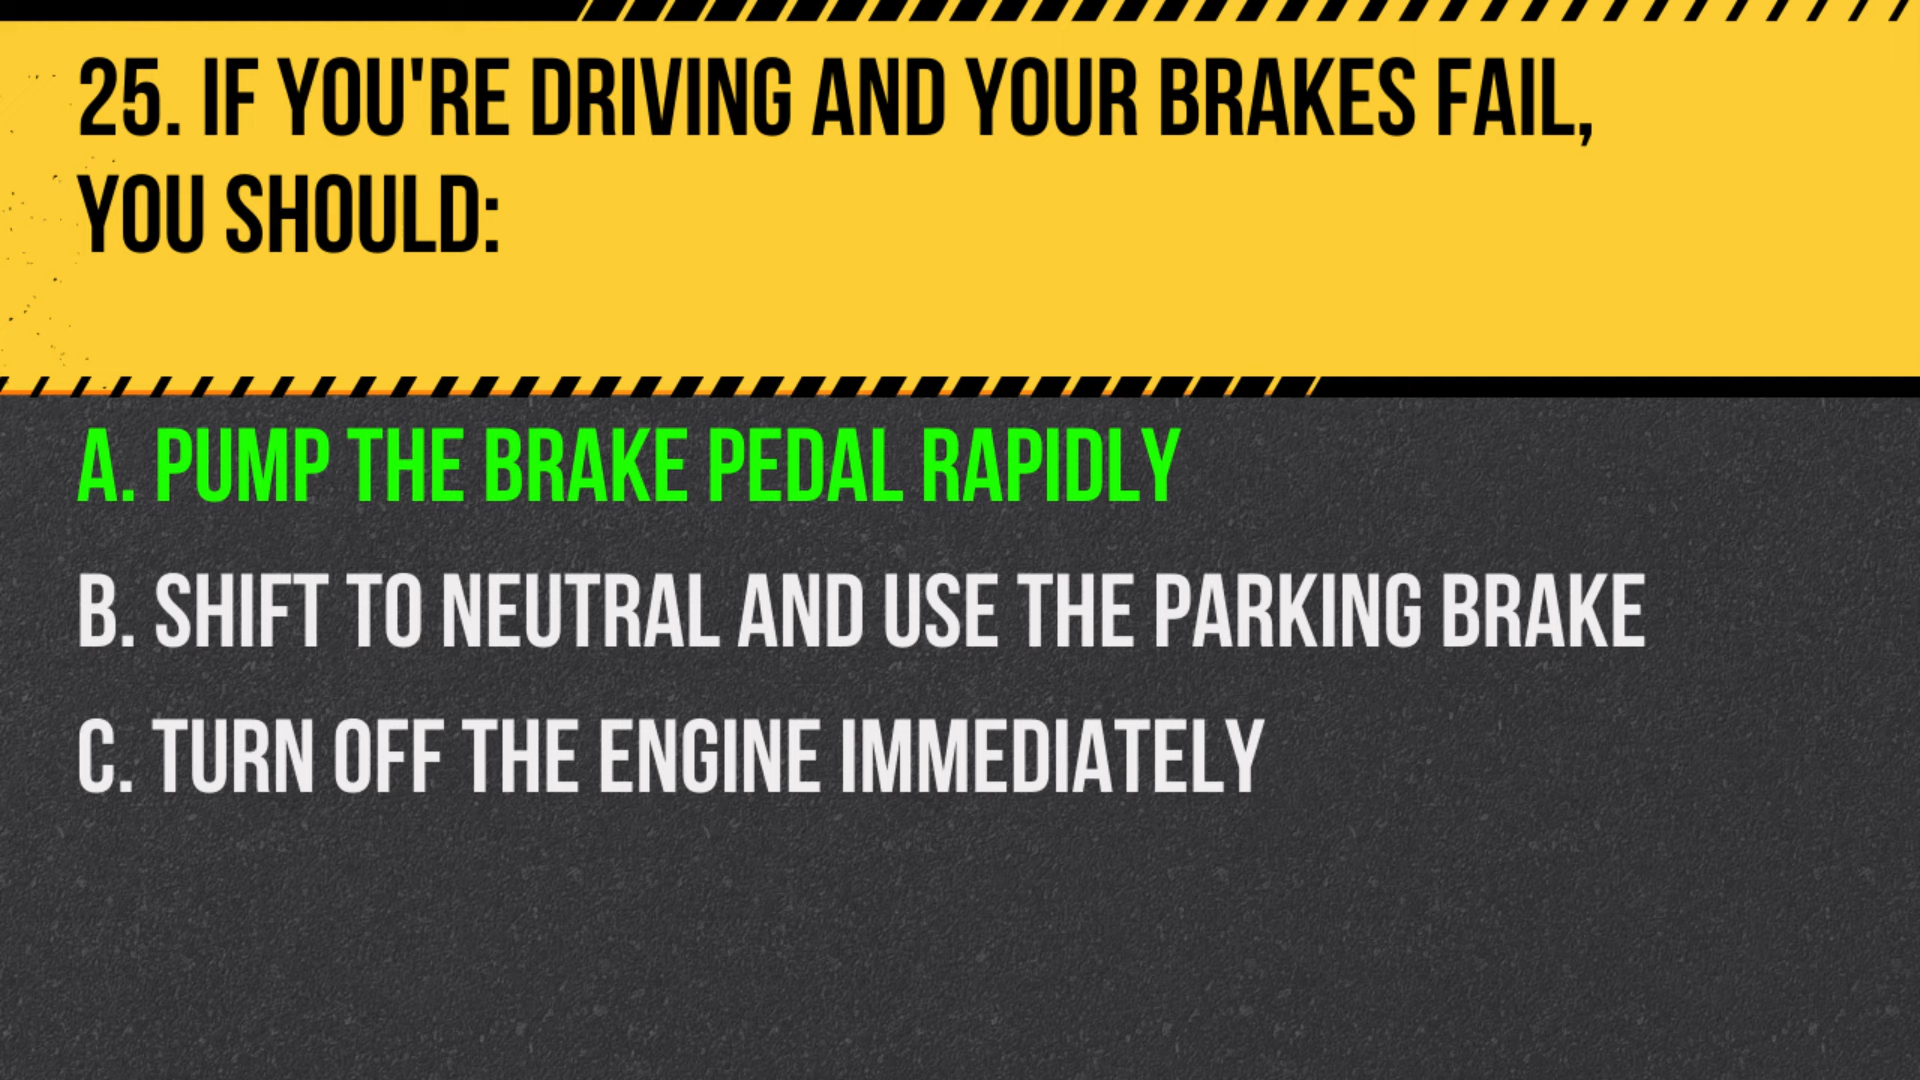 25. IF YOU'RE DRIVING AND YOUR BRAKES FAIL,
YOU SHOULD:
A. PUMP THE BRAKE PEDAL RAPIDLY
B. SHIFT TO NEUTRAL AND USE THE PARKING BRAKE
C. TURN OFF THE ENGINE IMMEDIATELY